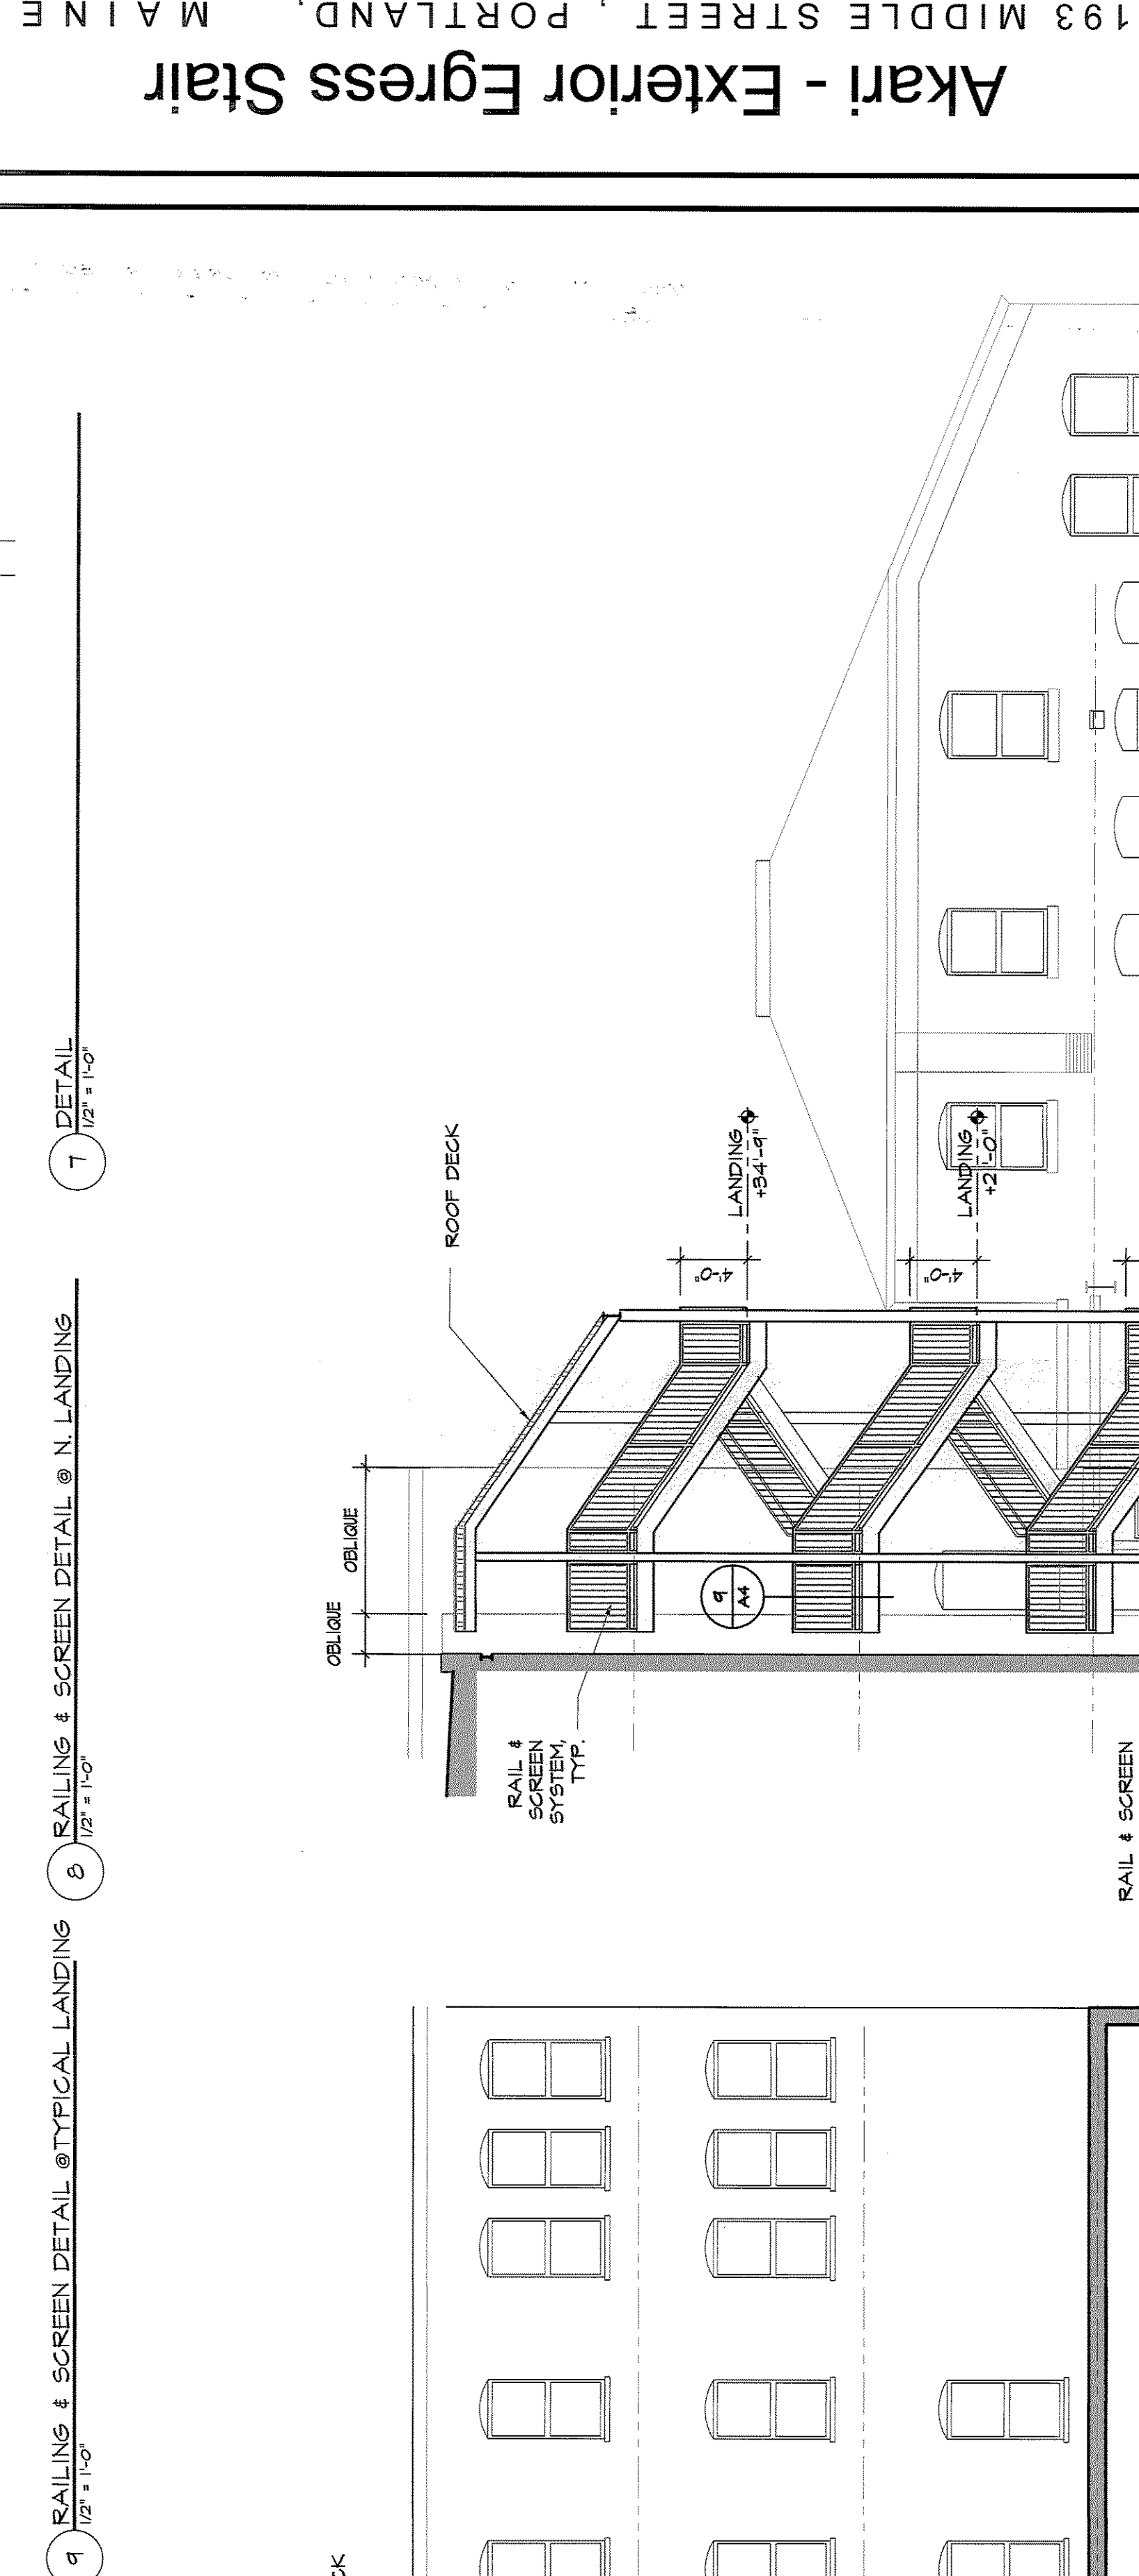 193 MIDDLE STREET , PORTLAND, MAINE
Akari - Exterior Egress Stair
7 DETAIL
1/2" = 1'-0"
8 RAILING & SCREEN DETAIL @ N. LANDING
1/2" = 1'-0"
9 RAILING & SCREEN DETAIL @TYPICAL LANDING
1/2" = 1'-0"
ROOF DECK
LANDING
+34'-9"
4'-0"
LANDING
4'-0"
OBLIQUE
OBLIQUE
9
A4
RAIL &
SCREEN
SYSTEM,
TYP.
RAIL & SCREEN